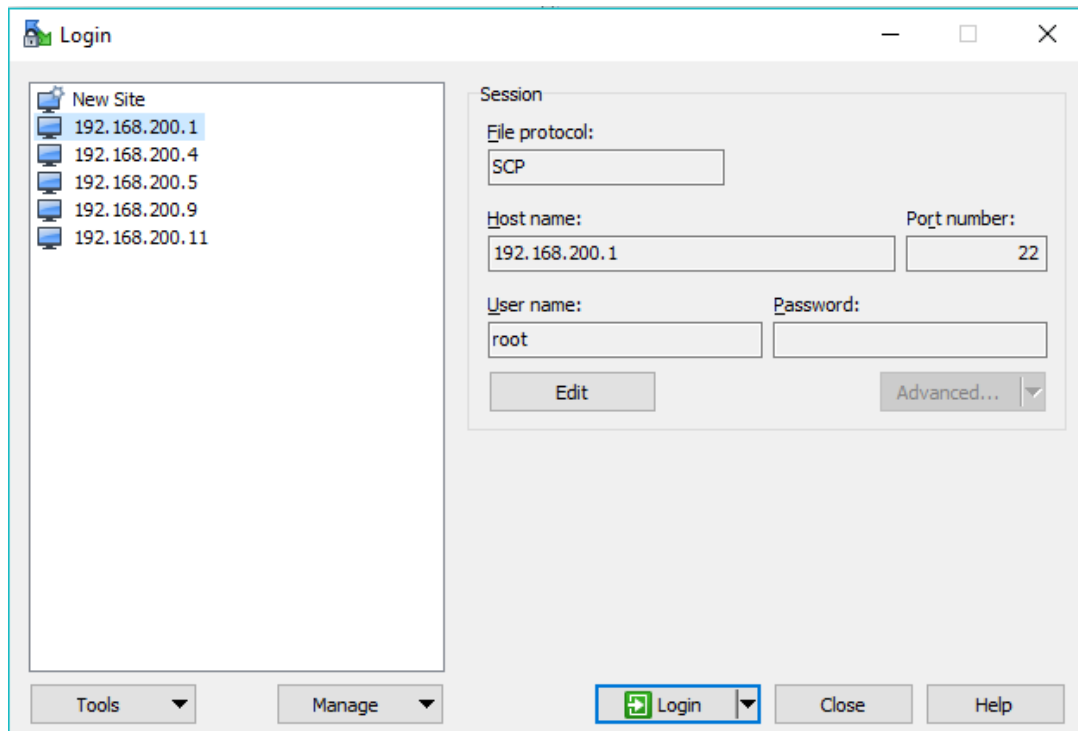 Login
New Site
192.168.200.1
192.168.200.4
192.168.200.5
192.168.200.9
192.168.200.11
Session
File protocol:
SCP
Host name: Port number:
192.168.200.1 22
User name: Password:
root
Edit Advanced...
Tools Manage Login Close Help